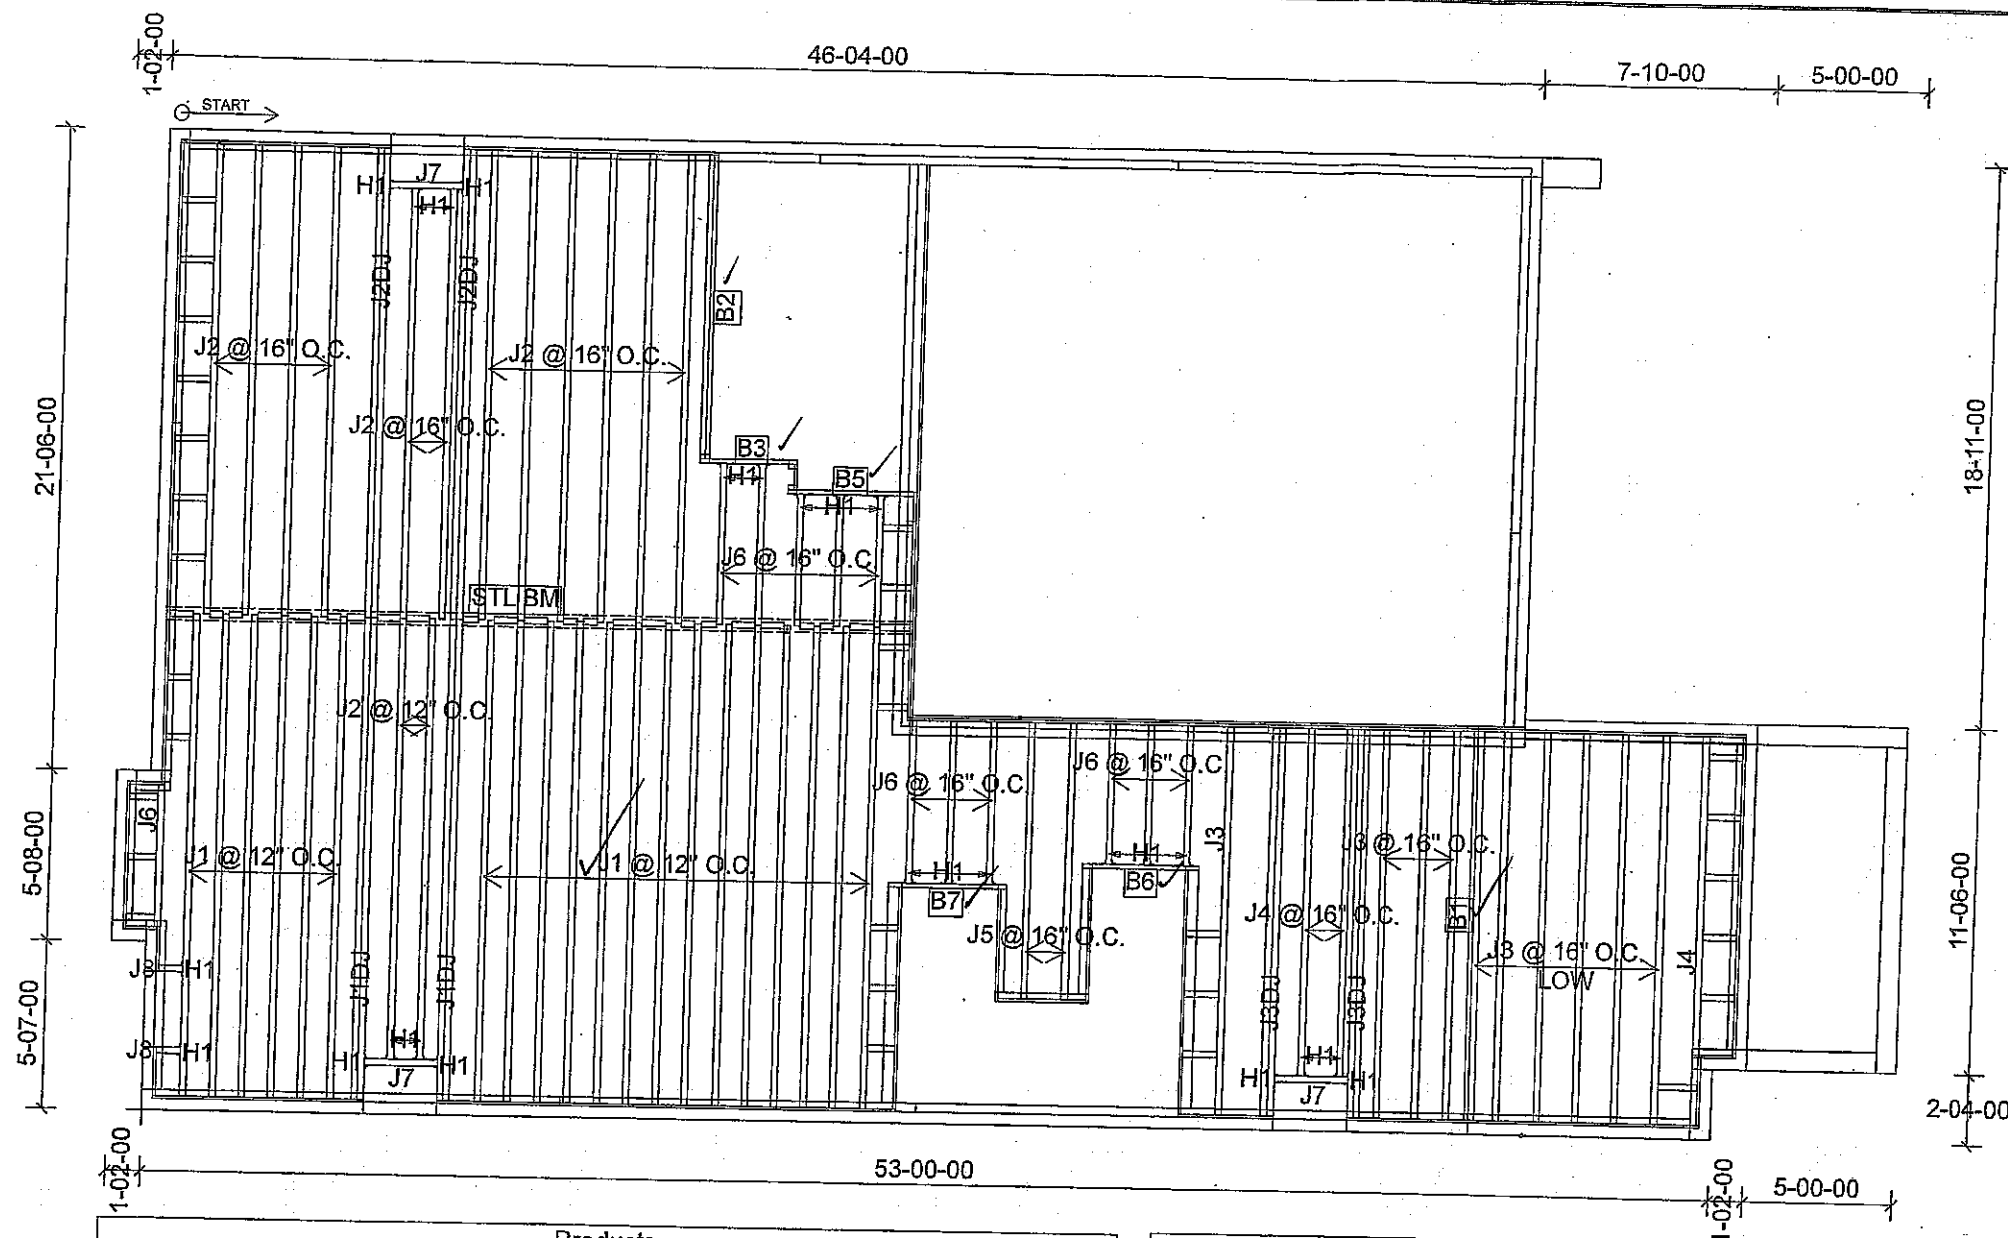 1-02-00
46-04-00
7-10-00
5-00-00
START
J7
H1
H1
H1
J2DJ
J2DJ
B2
J2 @ 16" O.C.
J2 @ 16" O.C.
J2 @ 16" O.C.
21-06-00
18-11-00
B3
H1
B5
H1
J6 @ 16" O.C.
STL BM
J2 @ 12" O.C.
J6 @ 16" O.C.
J6 @ 16" O.C.
J6
5-08-00
J1 @ 12" O.C.
J1 @ 12" O.C.
J3
J3 @ 16" O.C.
H1
H1
B7
B6
J4 @ 16" O.C.
B1
11-06-00
J5 @ 16" O.C.
J3 @ 16" O.C.
LOW
J4
J8
H1
J1DJ
J1DJ
J3DJ
J3DJ
5-07-00
J8
H1
H1
H1
H1
J7
H1
H1
H1
J7
2-04-00
1-02-00
53-00-00
1-02-00
5-00-00
Products